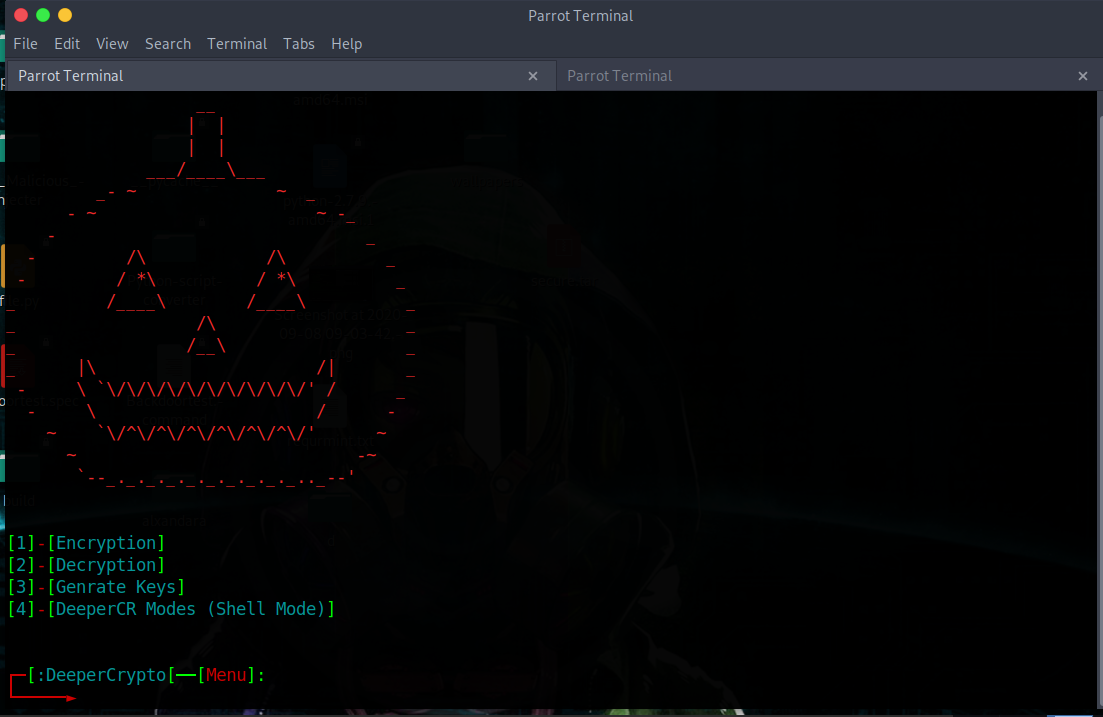 Parrot Terminal
File Edit View Search Terminal Tabs Help
Parrot Terminal × Parrot Terminal ×
[1]-[Encryption]
[2]-[Decryption]
[3]-[Genrate Keys]
[4]-[DeeperCR Modes (Shell Mode)]
[:DeeperCrypto[──[Menu]: